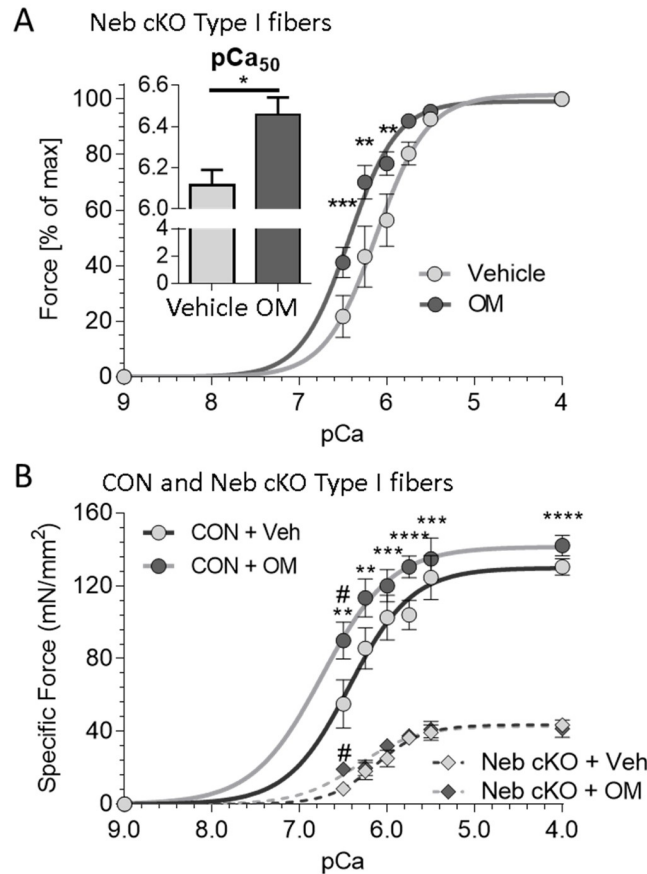 A
Neb cKO Type I fibers
pCa50
*
6.6
6.4
6.2
6.0
4
2
0
Vehicle OM
Force [% of max]
100
80
60
40
20
0
***
**
**
Vehicle
OM
9
8
7
6
5
4
pCa
B
CON and Neb cKO Type I fibers
Specific Force (mN/mm²)
160
120
80
40
0
CON + Veh
CON + OM
#
**
**
***
****
***
****
#
Neb cKO + Veh
Neb cKO + OM
9.0
8.0
7.0
6.0
5.0
4.0
pCa